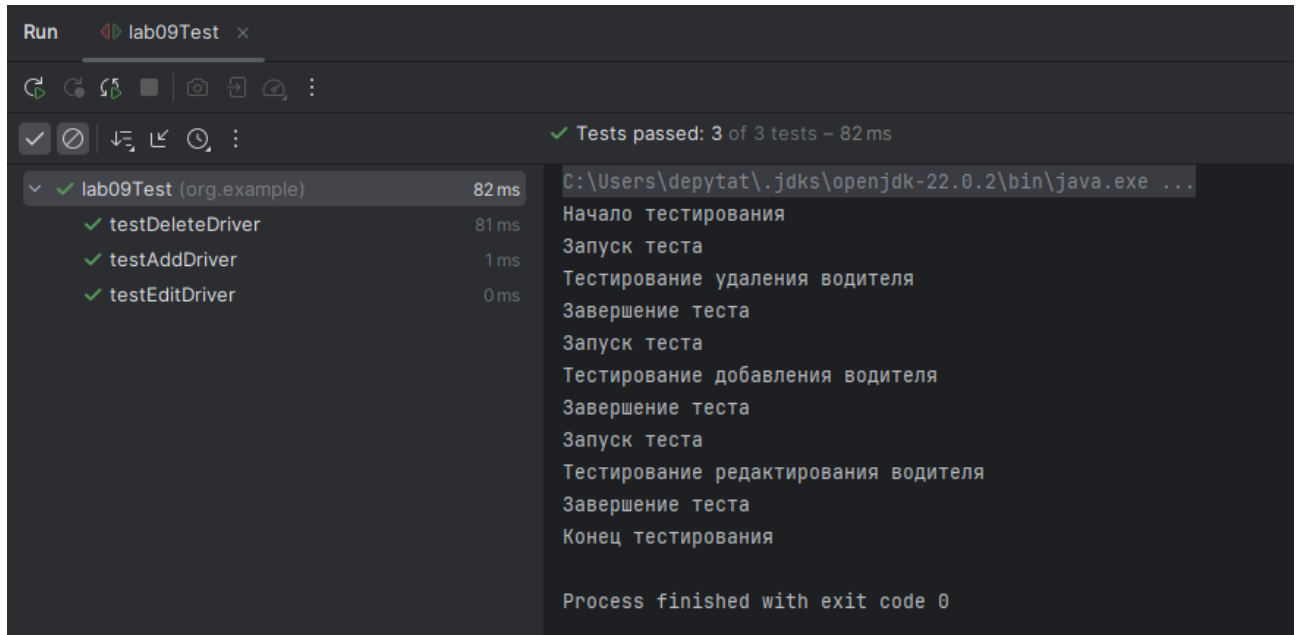 Run lab09Test
Tests passed: 3 of 3 tests – 82 ms
lab09Test (org.example) 82 ms
testDeleteDriver 81 ms
testAddDriver 1 ms
testEditDriver 0 ms
C:\Users\depytat\.jdks\openjdk-22.0.2\bin\java.exe ...
Начало тестирования
Запуск теста
Тестирование удаления водителя
Завершение теста
Запуск теста
Тестирование добавления водителя
Завершение теста
Запуск теста
Тестирование редактирования водителя
Завершение теста
Конец тестирования
Process finished with exit code 0